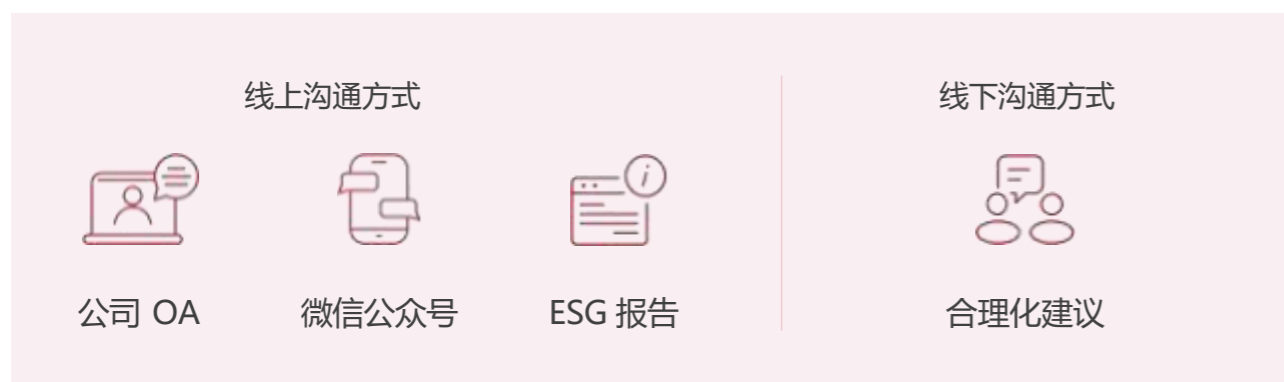 线上沟通方式
线下沟通方式
公司 OA
微信公众号
ESG 报告
合理化建议